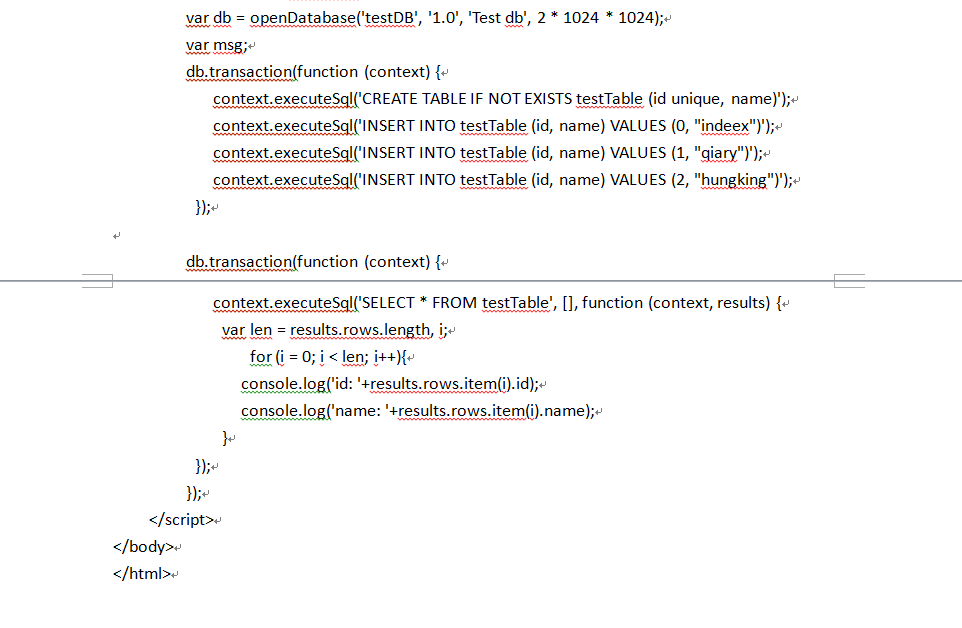 var db = openDatabase('testDB', '1.0', 'Test db', 2 * 1024 * 1024);
var msg;
db.transaction(function (context) {
context.executeSql('CREATE TABLE IF NOT EXISTS testTable (id unique, name)');
context.executeSql('INSERT INTO testTable (id, name) VALUES (0, "indeex")');
context.executeSql('INSERT INTO testTable (id, name) VALUES (1, "qiary")');
context.executeSql('INSERT INTO testTable (id, name) VALUES (2, "hungking")');
});
db.transaction(function (context) {
context.executeSql('SELECT * FROM testTable', [], function (context, results) {
var len = results.rows.length, i;
for (i = 0; i < len; i++){
console.log('id: '+results.rows.item(i).id);
console.log('name: '+results.rows.item(i).name);
}
});
});
</script>
</body>
</html>